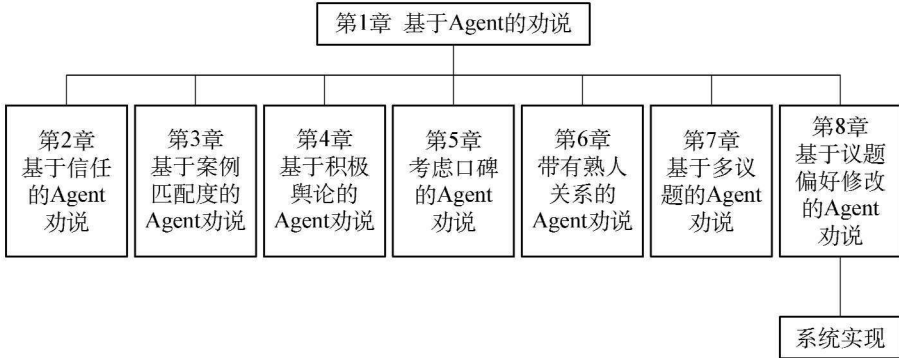 第1章 基于Agent的劝说
第2章
基于信任
的Agent
劝说
第3章
基于案例
匹配度的
Agent劝说
第4章
基于积极
舆论的
Agent劝说
第5章
考虑口碑
的Agent
劝说
第6章
带有熟人
关系的
Agent劝说
第7章
基于多议
题的Agent
劝说
第8章
基于议题
偏好修改
的Agent
劝说
系统实现